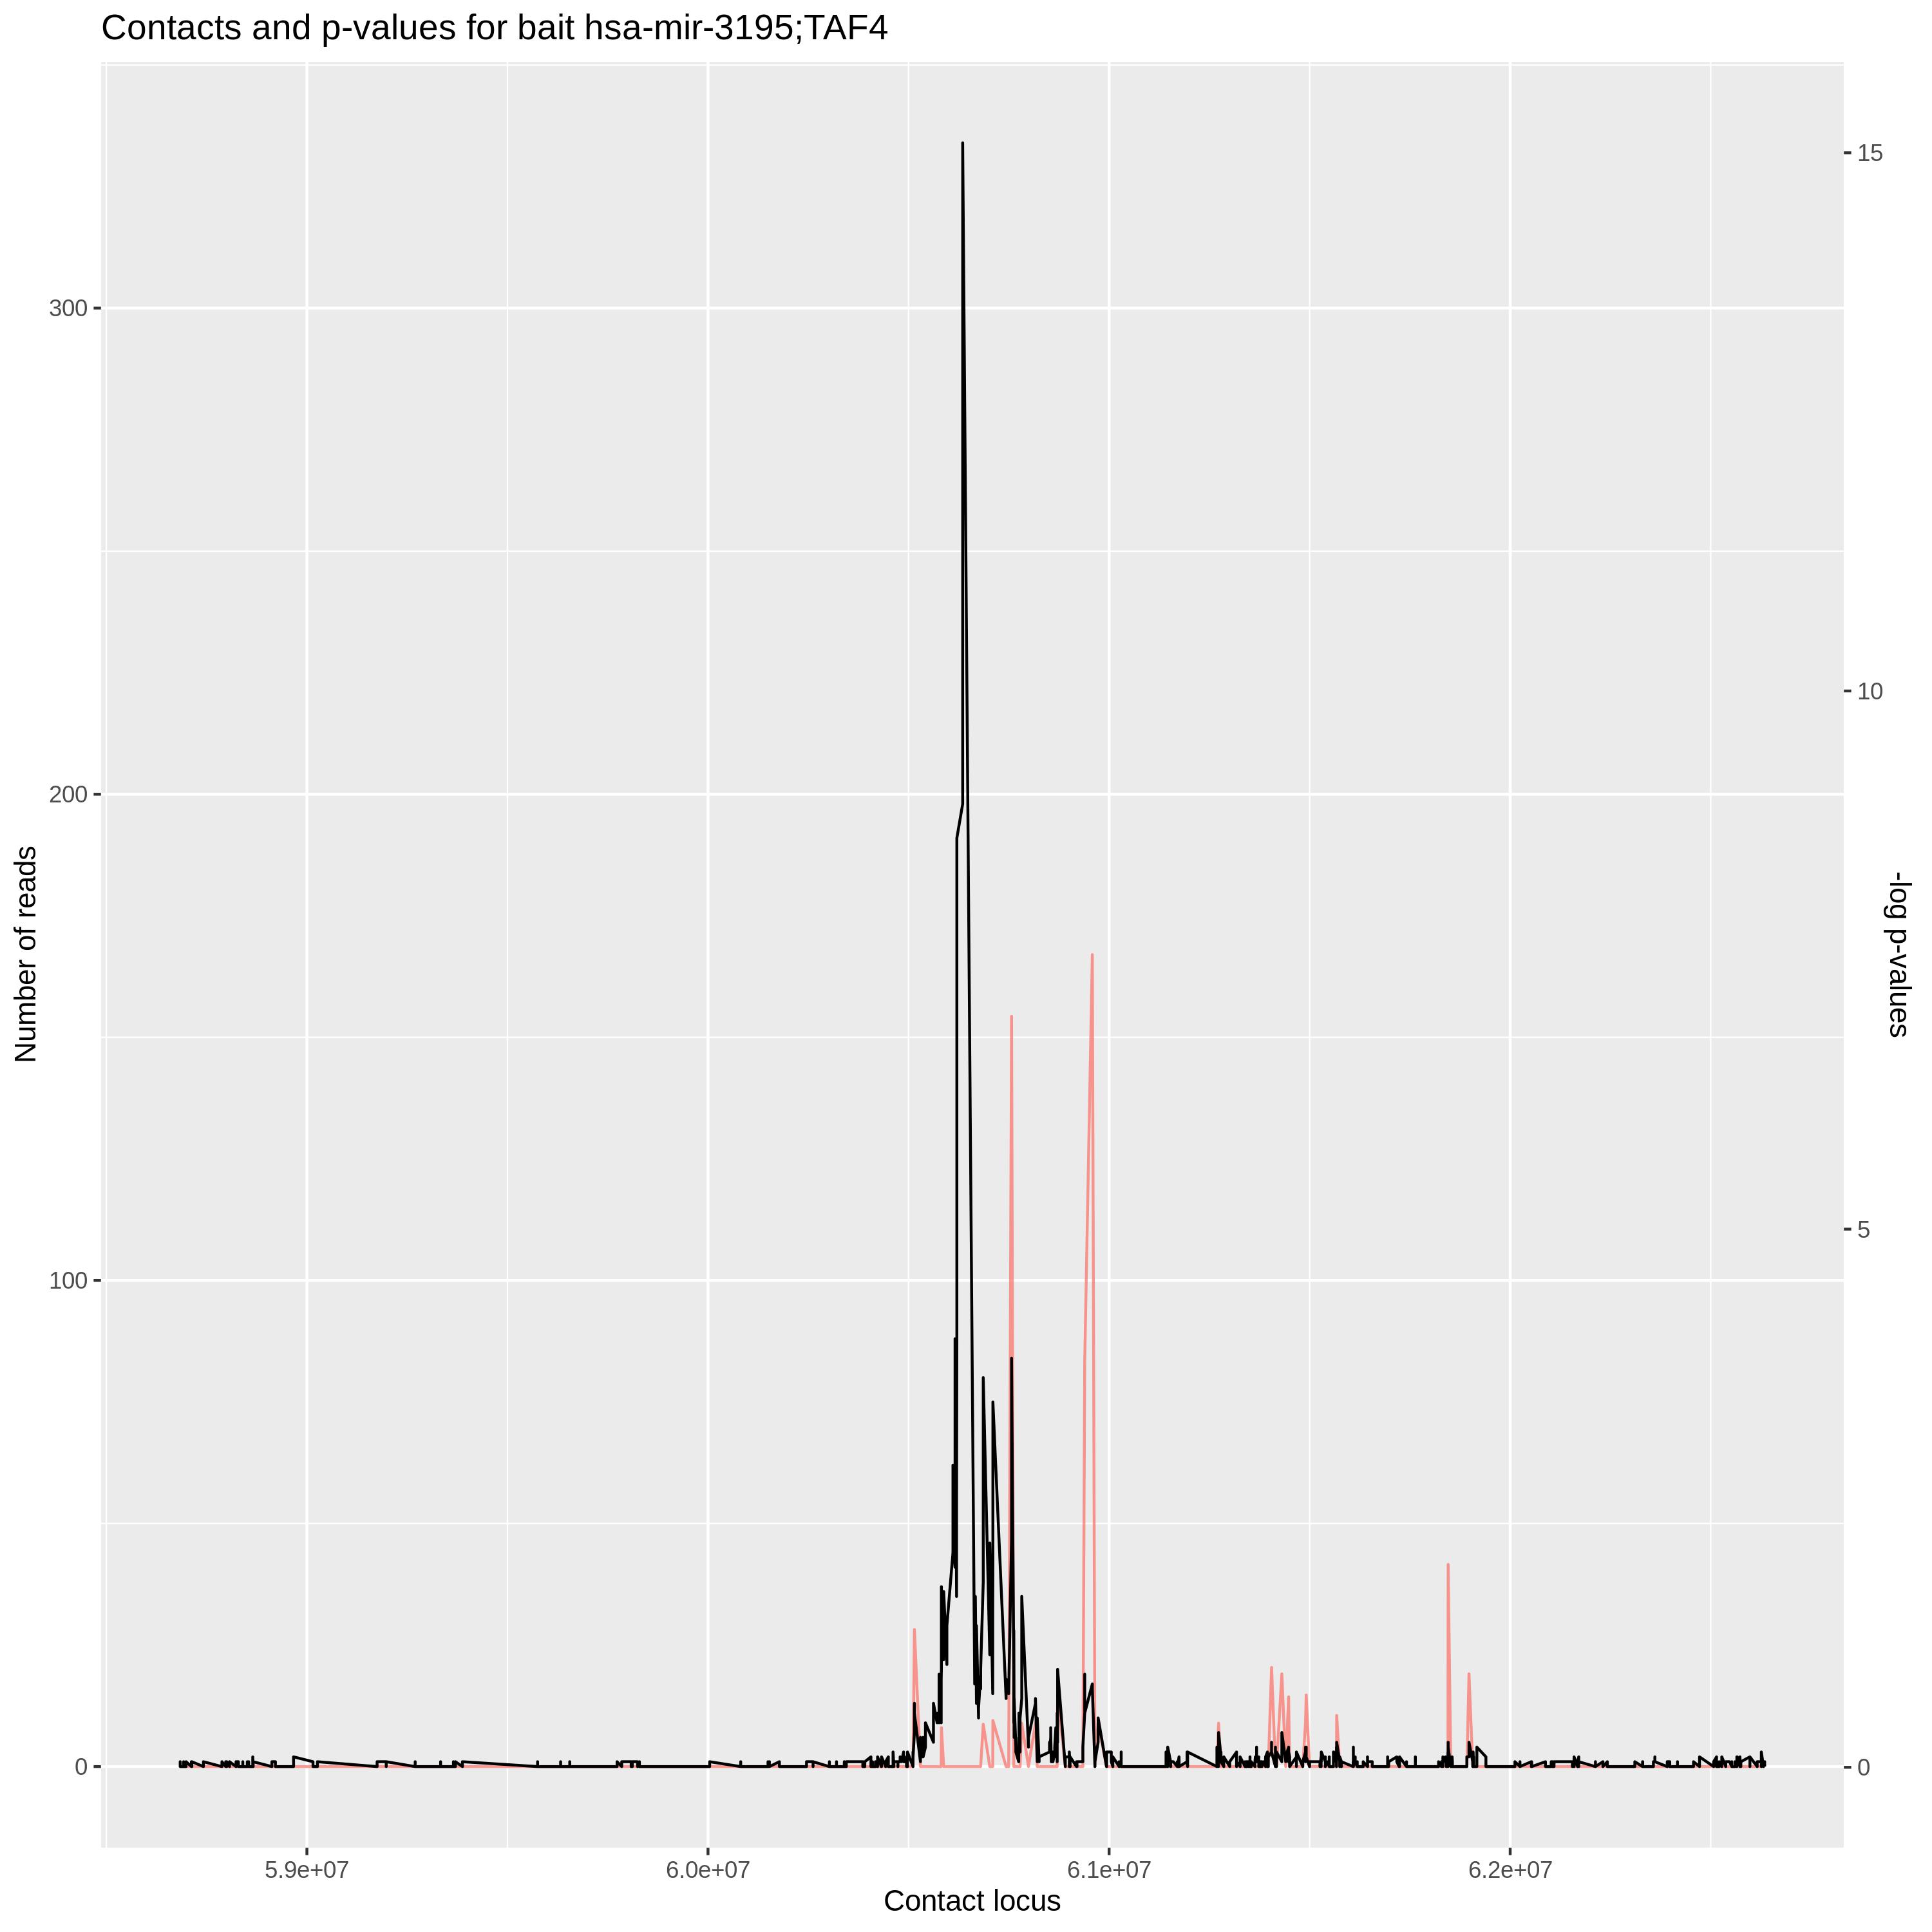 Contacts and p-values for bait hsa-mir-3195;TAF4
Number of reads
300
200
100
0
15
10
5
0
-log p-values
5.9e+07
6.0e+07
6.1e+07
6.2e+07
Contact locus